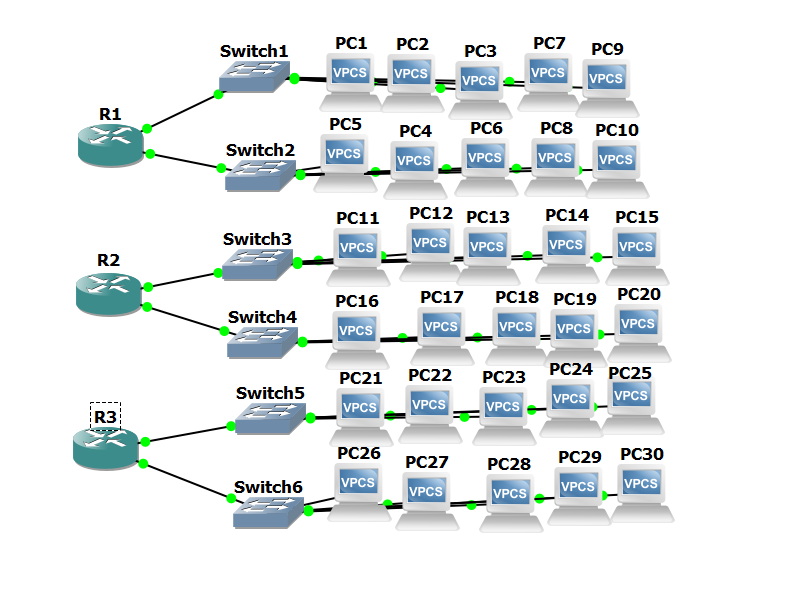 PC1 PC2 PC3 PC7 PC9
Switch1
VPCS VPCS VPCS VPCS VPCS
R1
PC5 PC4 PC6 PC8 PC10
Switch2
VPCS VPCS VPCS VPCS VPCS
PC11 PC12 PC13 PC14 PC15
Switch3
VPCS VPCS VPCS VPCS VPCS
R2
PC16 PC17 PC18 PC19 PC20
Switch4
VPCS VPCS VPCS VPCS VPCS
PC21 PC22 PC23 PC24 PC25
Switch5
VPCS VPCS VPCS VPCS VPCS
R3
PC26 PC27 PC28 PC29 PC30
Switch6
VPCS VPCS VPCS VPCS VPCS